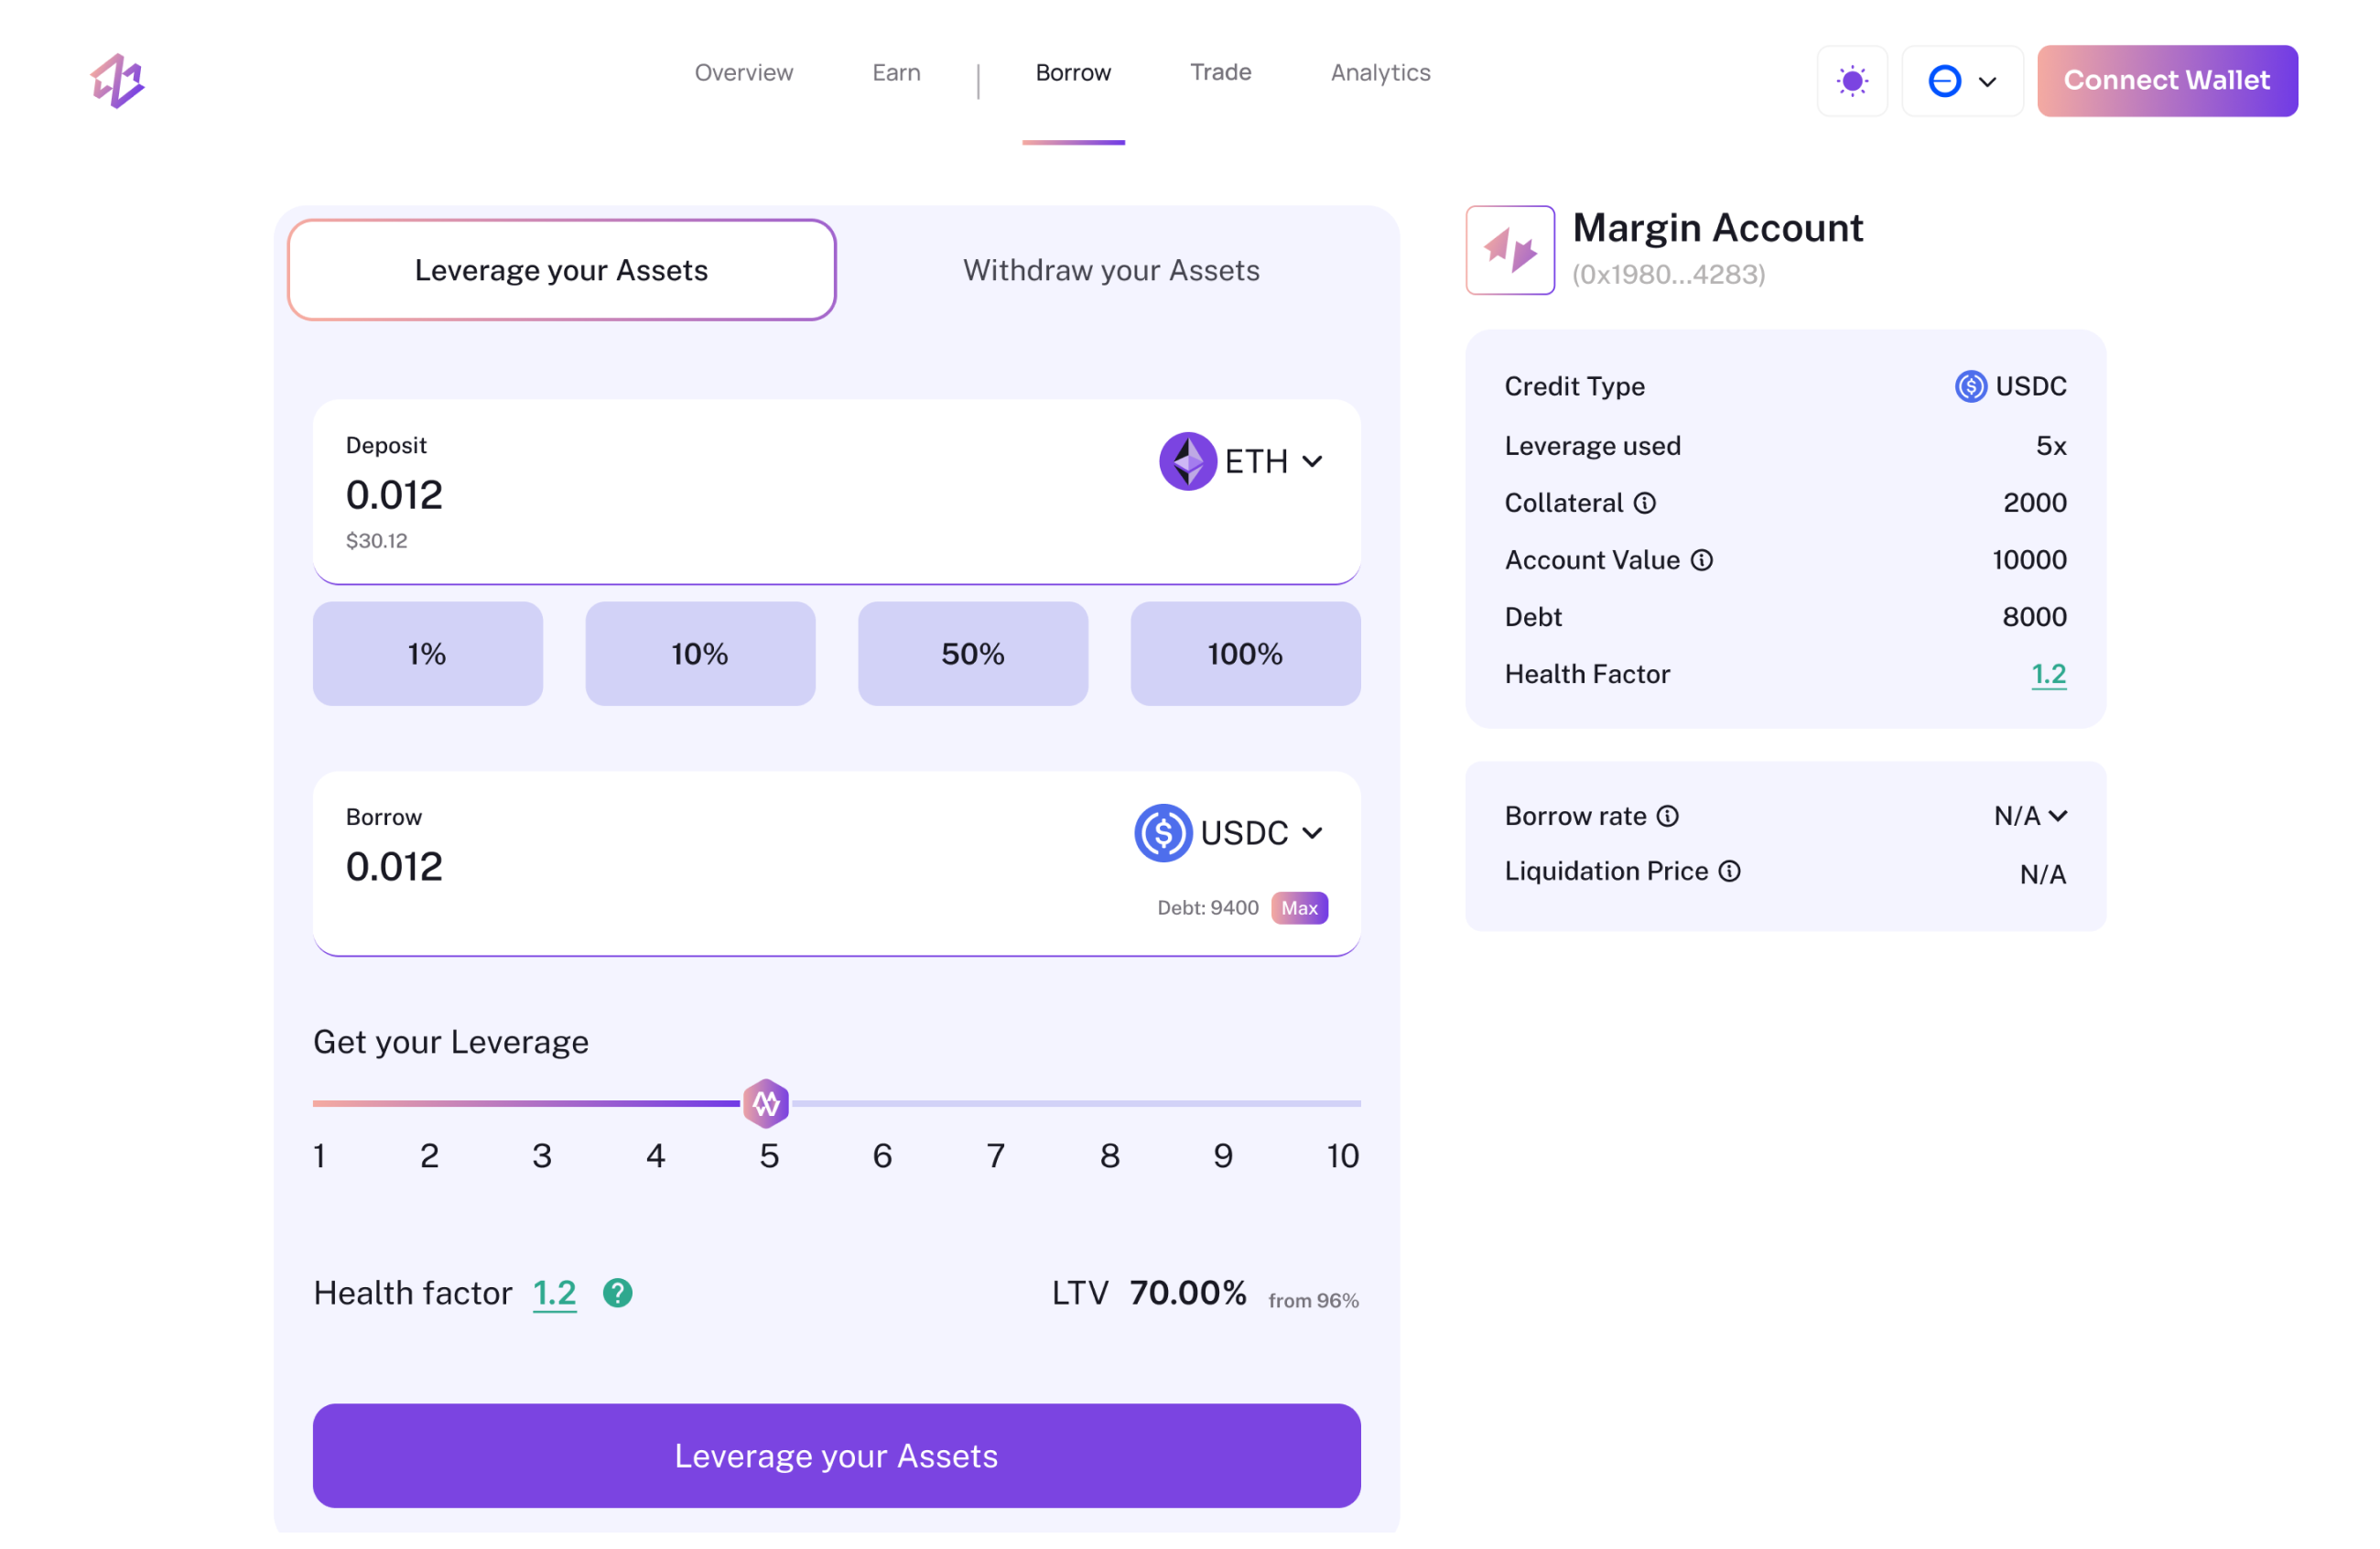 Overview Earn Borrow Trade Analytics Connect Wallet
Leverage your Assets Withdraw your Assets
Deposit
0.012
$30.12
ETH
1% 10% 50% 100%
Borrow
0.012
USDC
Debt: 9400 Max
Get your Leverage
1 2 3 4 5 6 7 8 9 10
Health factor 1.2 ? LTV 70.00% from 96%
Leverage your Assets
Margin Account
(0x1980...4283)
Credit Type USDC
Leverage used 5x
Collateral 2000
Account Value 10000
Debt 8000
Health Factor 1.2
Borrow rate N/A
Liquidation Price N/A